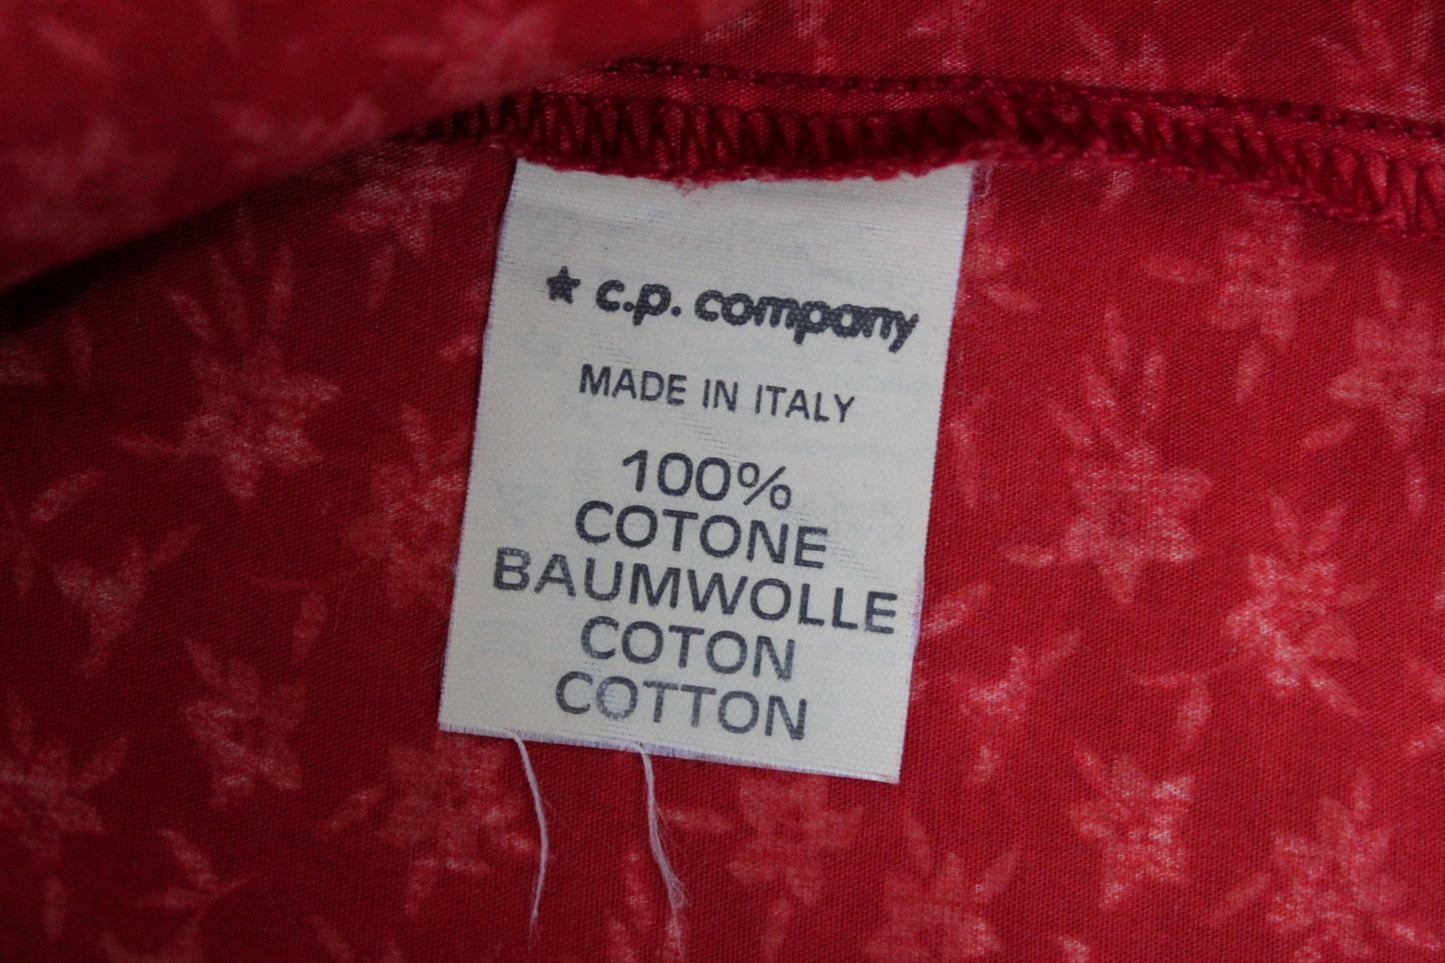 ★ c.p. company
MADE IN ITALY
100%
COTONE
BAUMWOLLE
COTON
COTTON